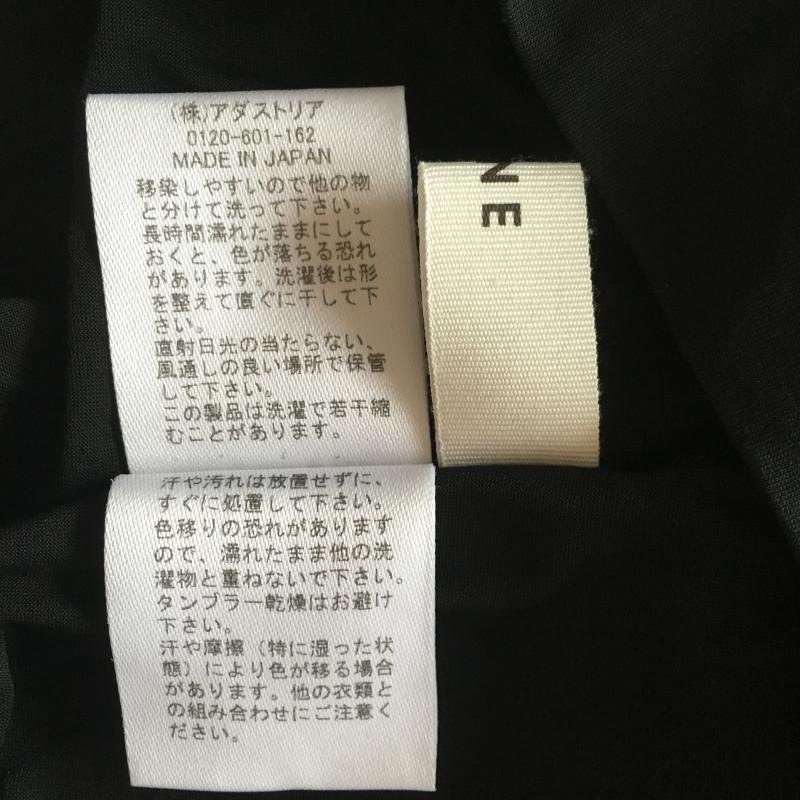 (株)アダストリア
0120-601-162
MADE IN JAPAN
移染しやすいので他の物
と分けて洗って下さい。
長時間濡れたままにして
おくと、色が落ちる恐れ
があります。洗濯後は形
を整えて直ぐに干して下
さい。
直射日光の当たらない、
風通しの良い場所で保管
して下さい。
この製品は洗濯で若干縮
むことがあります。
汗や汚れは放置せずに、
すぐに処置して下さい。
色移りの恐れがあります
ので、濡れたまま他の洗
濯物と重ねないで下さい。
タンブラー乾燥はお避け
下さい。
汗や摩擦（特に湿った状
態）により色が移る場合
があります。他の衣類と
の組み合わせにご注意く
ださい。
NE